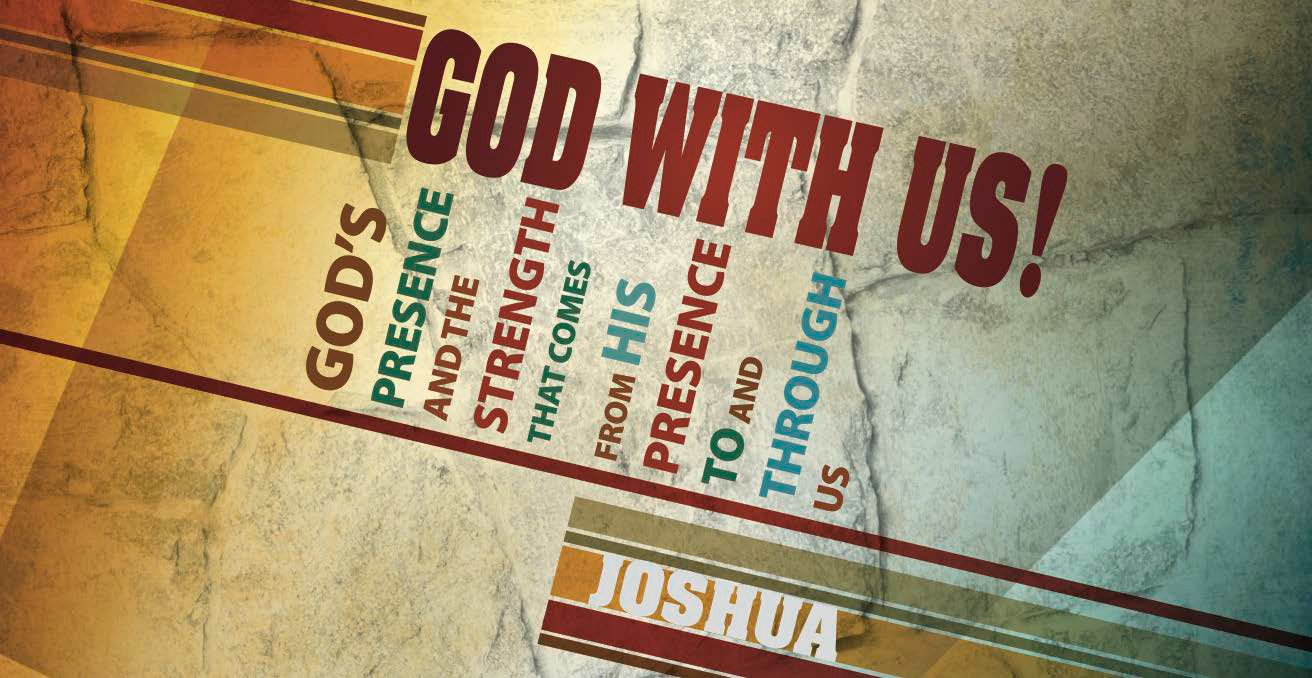 GOD WITH US!
GOD'S
PRESENCE
AND THE
STRENGTH
THAT COMES
FROM HIS
PRESENCE
TO AND
THROUGH
US
JOSHUA